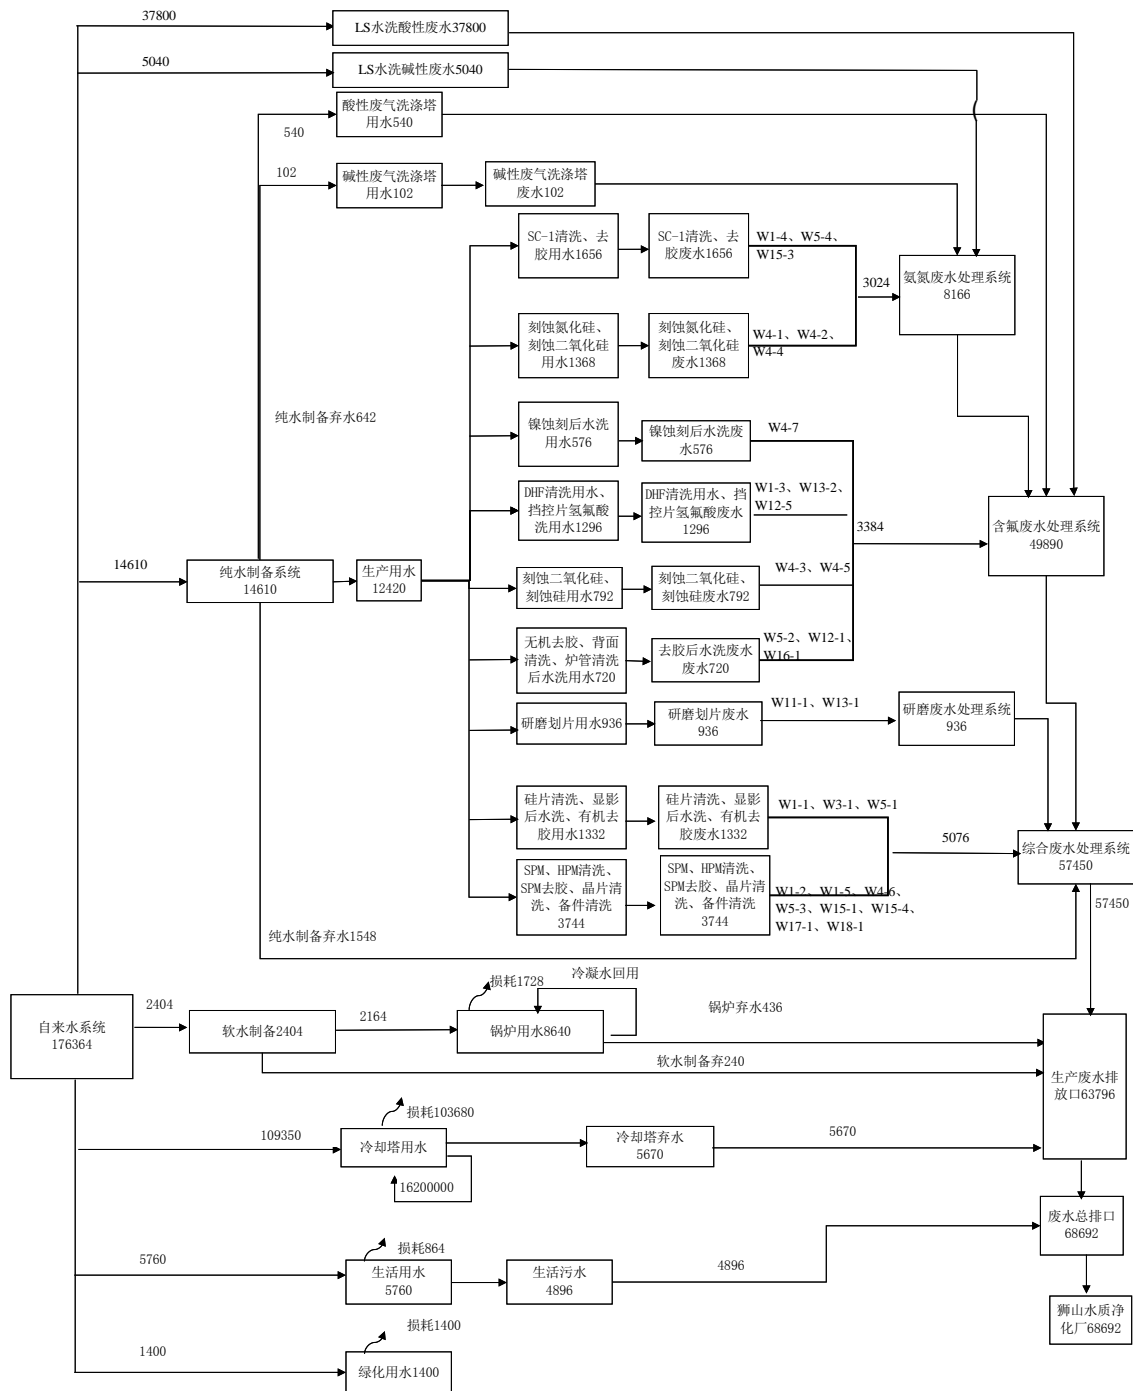 37800
LS水洗酸性废水37800
5040
LS水洗碱性废水5040
酸性废气洗涤塔
用水540
540
102
碱性废气洗涤塔
用水102
碱性废气洗涤塔
废水102
SC-1清洗、去
胶用水1656
SC-1清洗、去
胶废水1656
W1-4、W5-4、
W15-3
3024
氨氮废水处理系统
8166
刻蚀氮化硅、
刻蚀二氧化硅
用水1368
刻蚀氮化硅、
刻蚀二氧化硅
废水1368
W4-1、W4-2、
W4-4
纯水制备弃水642
镍蚀刻后水洗
用水576
镍蚀刻后水洗废
水576
W4-7
DHF清洗用水、
挡控片氢氟酸
洗用水1296
DHF清洗用水、挡
控片氢氟酸废水
1296
W1-3、W13-2、
W12-5
3384
含氟废水处理系统
49890
14610
纯水制备系统
14610
生产用水
12420
刻蚀二氧化硅、
刻蚀硅用水792
刻蚀二氧化硅、
刻蚀硅废水792
W4-3、W4-5
无机去胶、背面
清洗、炉管清洗
后水洗用水720
去胶后水洗废水
废水720
W5-2、W12-1、
W16-1
研磨划片用水936
研磨划片废水
936
W11-1、W13-1
研磨废水处理系统
936
硅片清洗、显影
后水洗、有机去
胶用水1332
硅片清洗、显影
后水洗、有机去
胶废水1332
W1-1、W3-1、W5-1
5076
综合废水处理系统
57450
SPM、HPM清洗、
SPM去胶、晶片清
洗、备件清洗
3744
SPM、HPM清洗、
SPM去胶、晶片清
洗、备件清洗
3744
W1-2、W1-5、W4-6、
W5-3、W15-1、W15-4、
W17-1、W18-1
57450
纯水制备弃水1548
自来水系统
176364
2404
软水制备2404
2164
损耗1728
冷凝水回用
锅炉用水8640
锅炉弃水436
软水制备弃240
生产废水排
放口63796
109350
损耗103680
冷却塔用水
16200000
冷却塔弃水
5670
5670
废水总排口
68692
5760
损耗864
生活用水
5760
生活污水
4896
4896
狮山水质净
化厂68692
1400
损耗1400
绿化用水1400